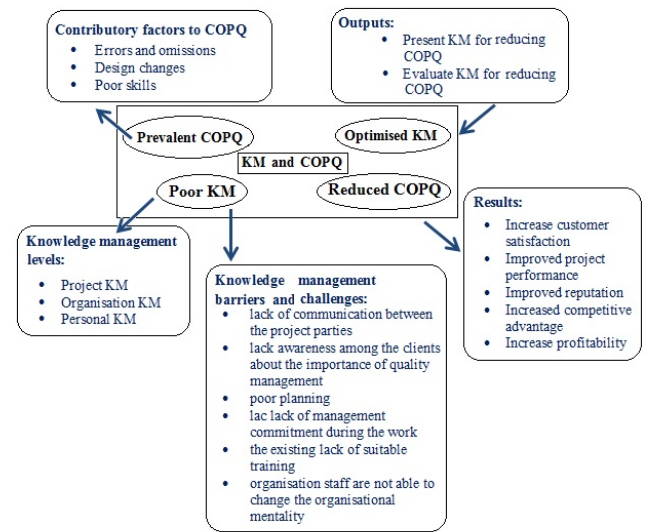 Contributory factors to COPQ
• Errors and omissions
• Design changes
• Poor skills
Outputs:
• Present KM for reducing
COPQ
• Evaluate KM for reducing
COPQ
Prevalent COPQ
Optimised KM
KM and COPQ
Poor KM
Reduced COPQ
Knowledge management
levels:
• Project KM
• Organisation KM
• Personal KM
Knowledge management
barriers and challenges:
• lack of communication between
the project parties
• lack awareness among the clients
about the importance of quality
management
• poor planning
• lac lack of management
commitment during the work
• the existing lack of suitable
training
• organisation staff are not able to
change the organisational
mentality
Results:
• Increase customer
satisfaction
• Improved project
performance
• Improved reputation
• Increased competitive
advantage
• Increase profitability